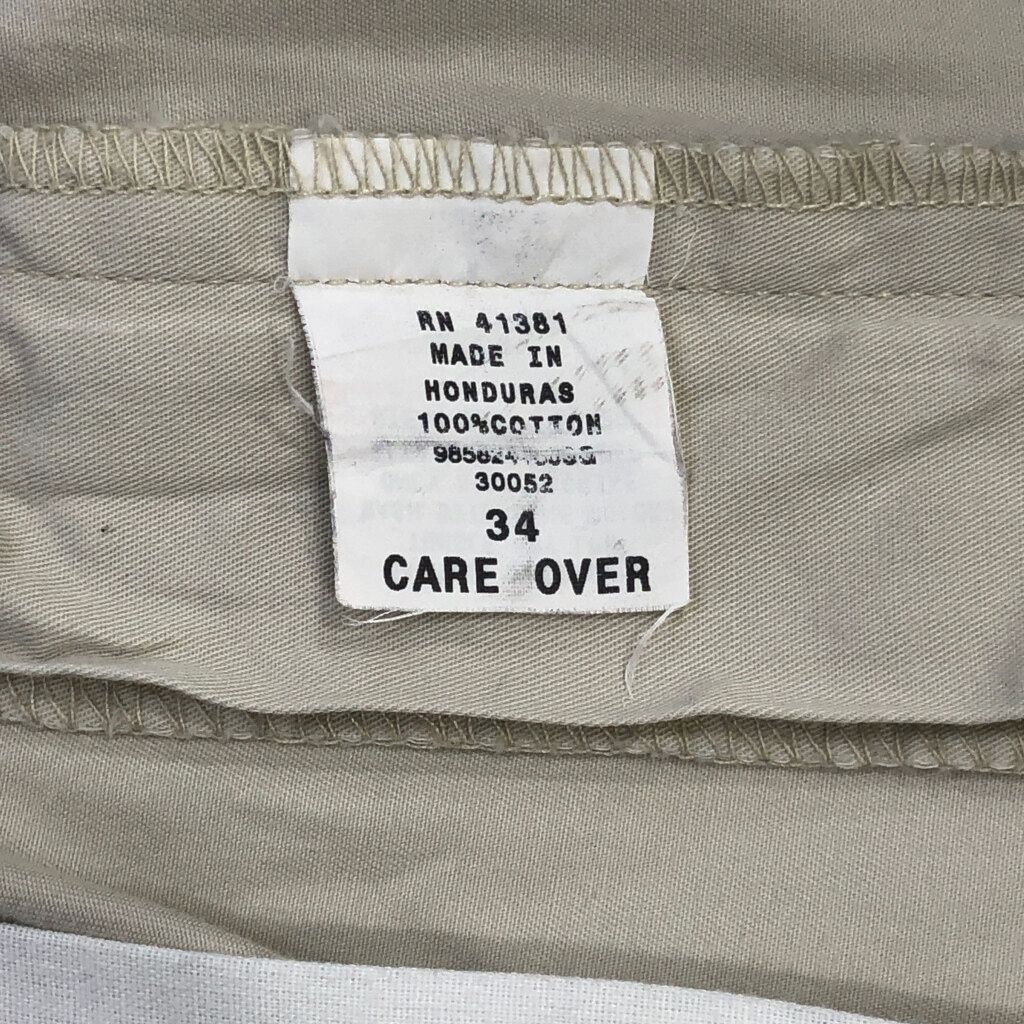 RN 41381
MADE IN
HONDURAS
100%COTTON
30052
34
CARE OVER